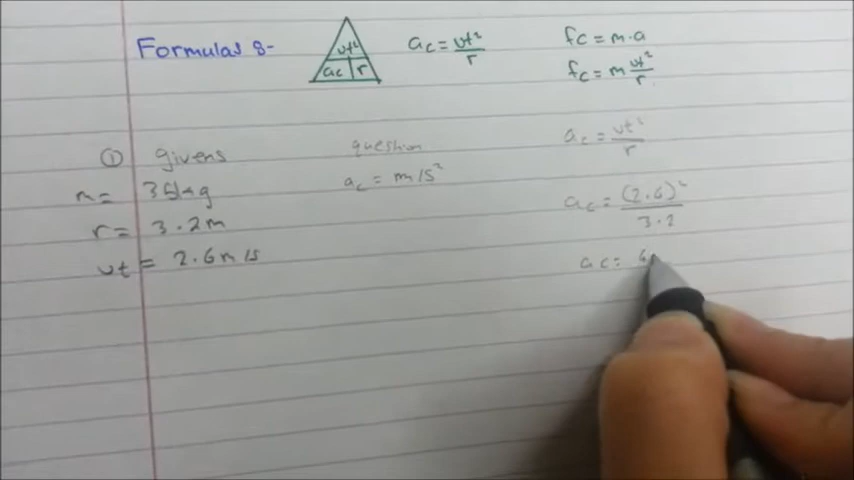 Formulas :-
vt²
ac r
ac = vt²/r
fc = m·a
fc = m vt²/r
① givens
m =
r = 3.2m
vt = 2.6m/s
question
ac = m/s²
ac = vt²/r
ac = (2.6)²/3.2
ac = 6